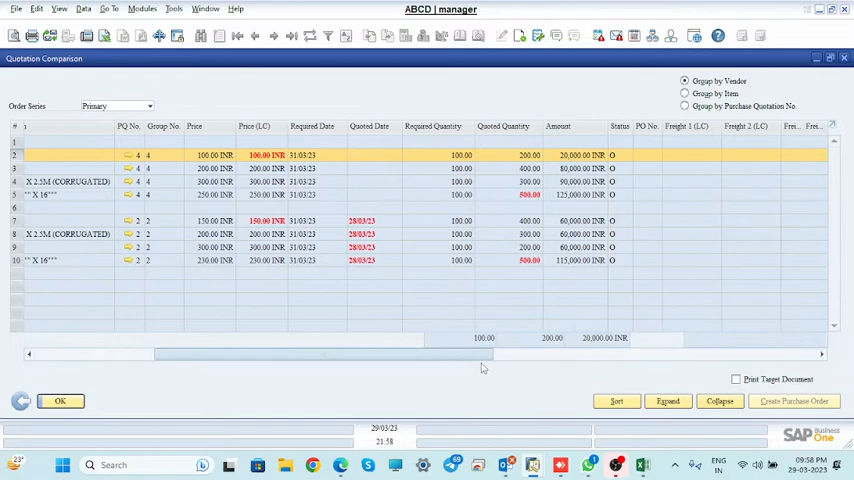 File Edit View Data Go To Modules Tools Window Help ABCD | manager
Quotation Comparison
Group by Vendor
Group by Item
Order Series Primary Group by Purchase Quotation No.
# PQ No. Group No. Price Price (LC) Required Date Quoted Date Required Quantity Quoted Quantity Amount Status PO No. Freight 1 (LC) Freight 2 (LC) Frei... Frei...
1
2 4 4 100.00 INR 100.00 INR 31/03/23 100.00 200.00 20,000.00 INR O
3 4 4 200.00 INR 200.00 INR 31/03/23 100.00 400.00 80,000.00 INR O
4 X 2.5M (CORRUGATED) 4 4 300.00 INR 300.00 INR 31/03/23 100.00 300.00 90,000.00 INR O
5 '' X 16''' 4 4 250.00 INR 250.00 INR 31/03/23 100.00 500.00 125,000.00 INR O
6
7 2 2 150.00 INR 150.00 INR 31/03/23 28/03/23 100.00 400.00 60,000.00 INR O
8 X 2.5M (CORRUGATED) 2 2 200.00 INR 200.00 INR 31/03/23 28/03/23 100.00 300.00 60,000.00 INR O
9 2 2 300.00 INR 300.00 INR 31/03/23 28/03/23 100.00 200.00 60,000.00 INR O
10 '' X 16''' 2 2 230.00 INR 230.00 INR 31/03/23 28/03/23 100.00 500.00 115,000.00 INR O
100.00 200.00 20,000.00 INR
Print Target Document
OK Sort Expand Collapse Create Purchase Order
29/03/23
21:58
SAP Business One
23° Search 69 1 ENG IN 09:58 PM 29-03-2023